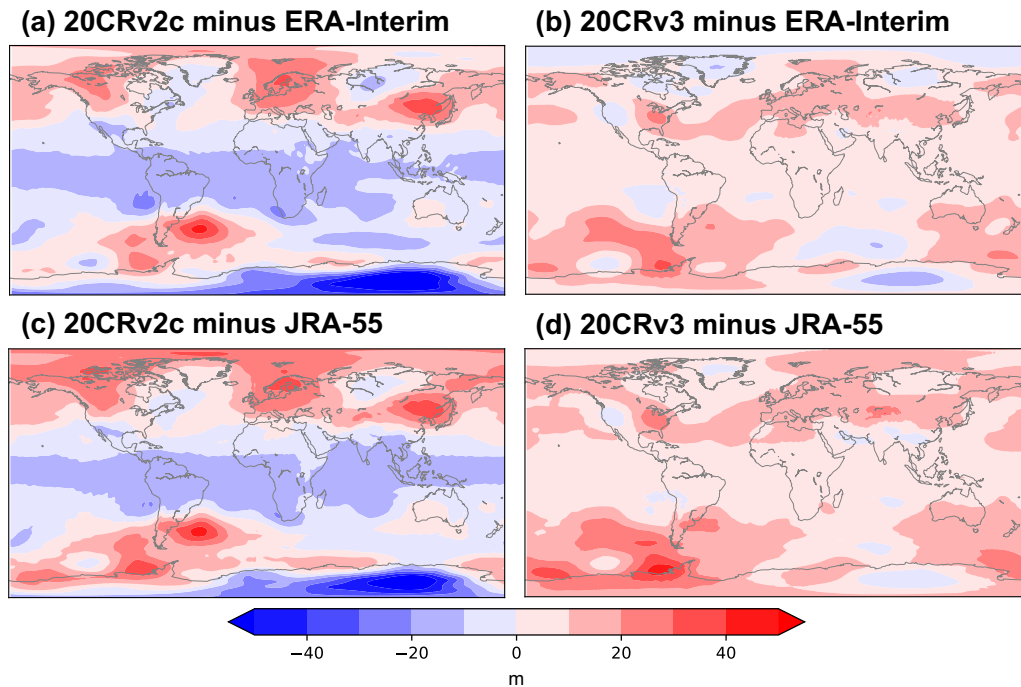 (a) 20CRv2c minus ERA-Interim
(b) 20CRv3 minus ERA-Interim
(c) 20CRv2c minus JRA-55
(d) 20CRv3 minus JRA-55
−40 −20 0 20 40
m